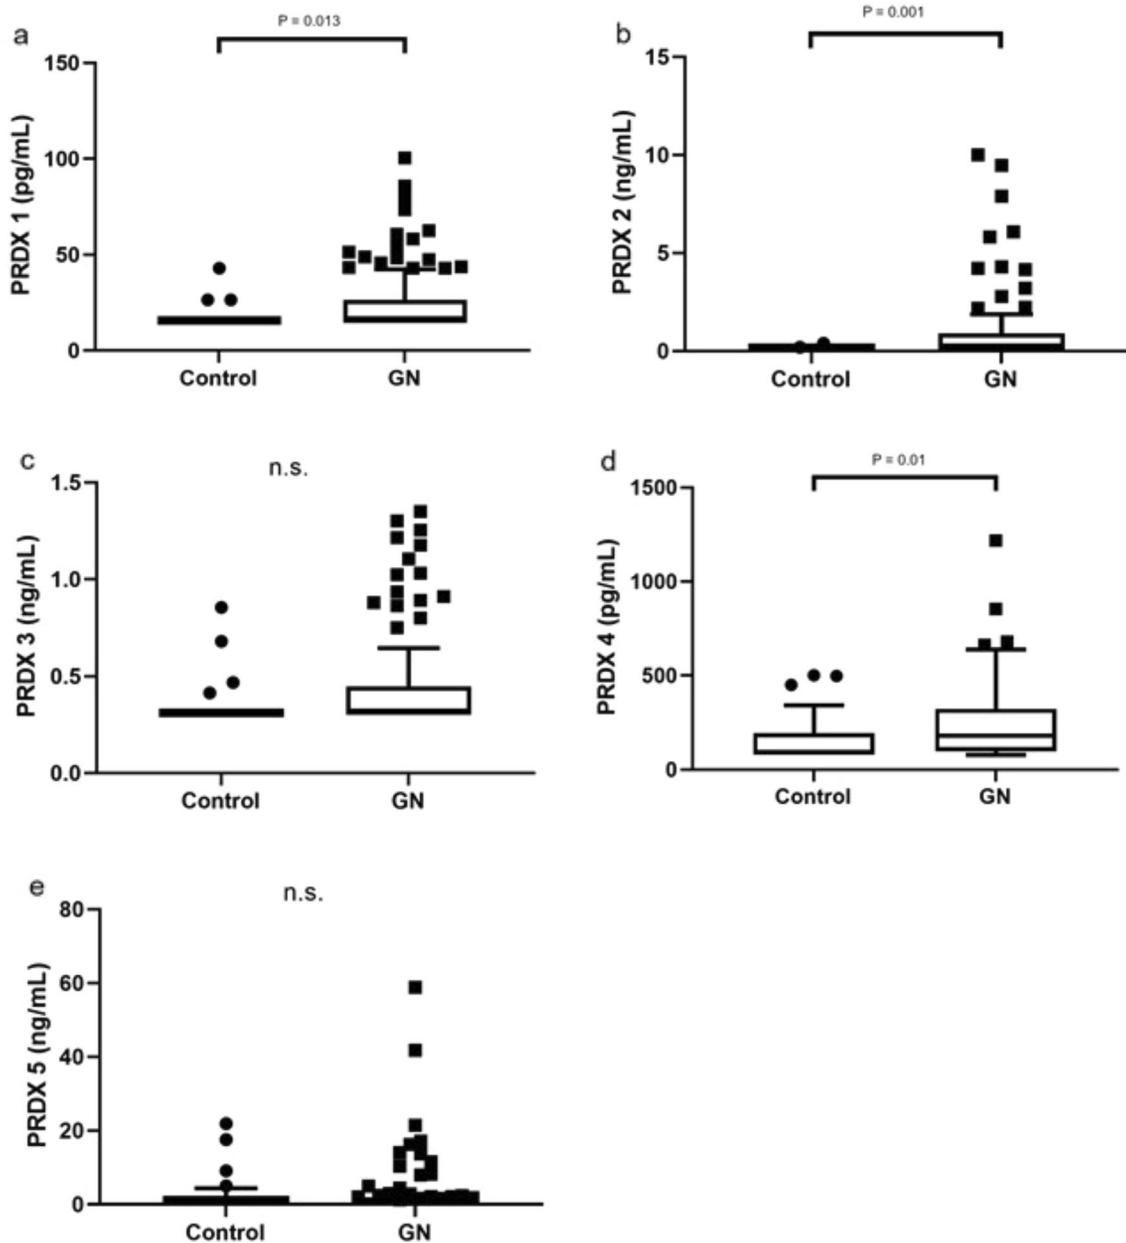 a
P = 0.013
PRDX 1 (pg/mL)
150
100
50
0
Control
GN
b
P = 0.001
PRDX 2 (ng/mL)
15
10
5
0
Control
GN
c
n.s.
PRDX 3 (ng/mL)
1.5
1.0
0.5
0.0
Control
GN
d
P = 0.01
PRDX 4 (pg/mL)
1500
1000
500
0
Control
GN
e
n.s.
PRDX 5 (ng/mL)
80
60
40
20
0
Control
GN